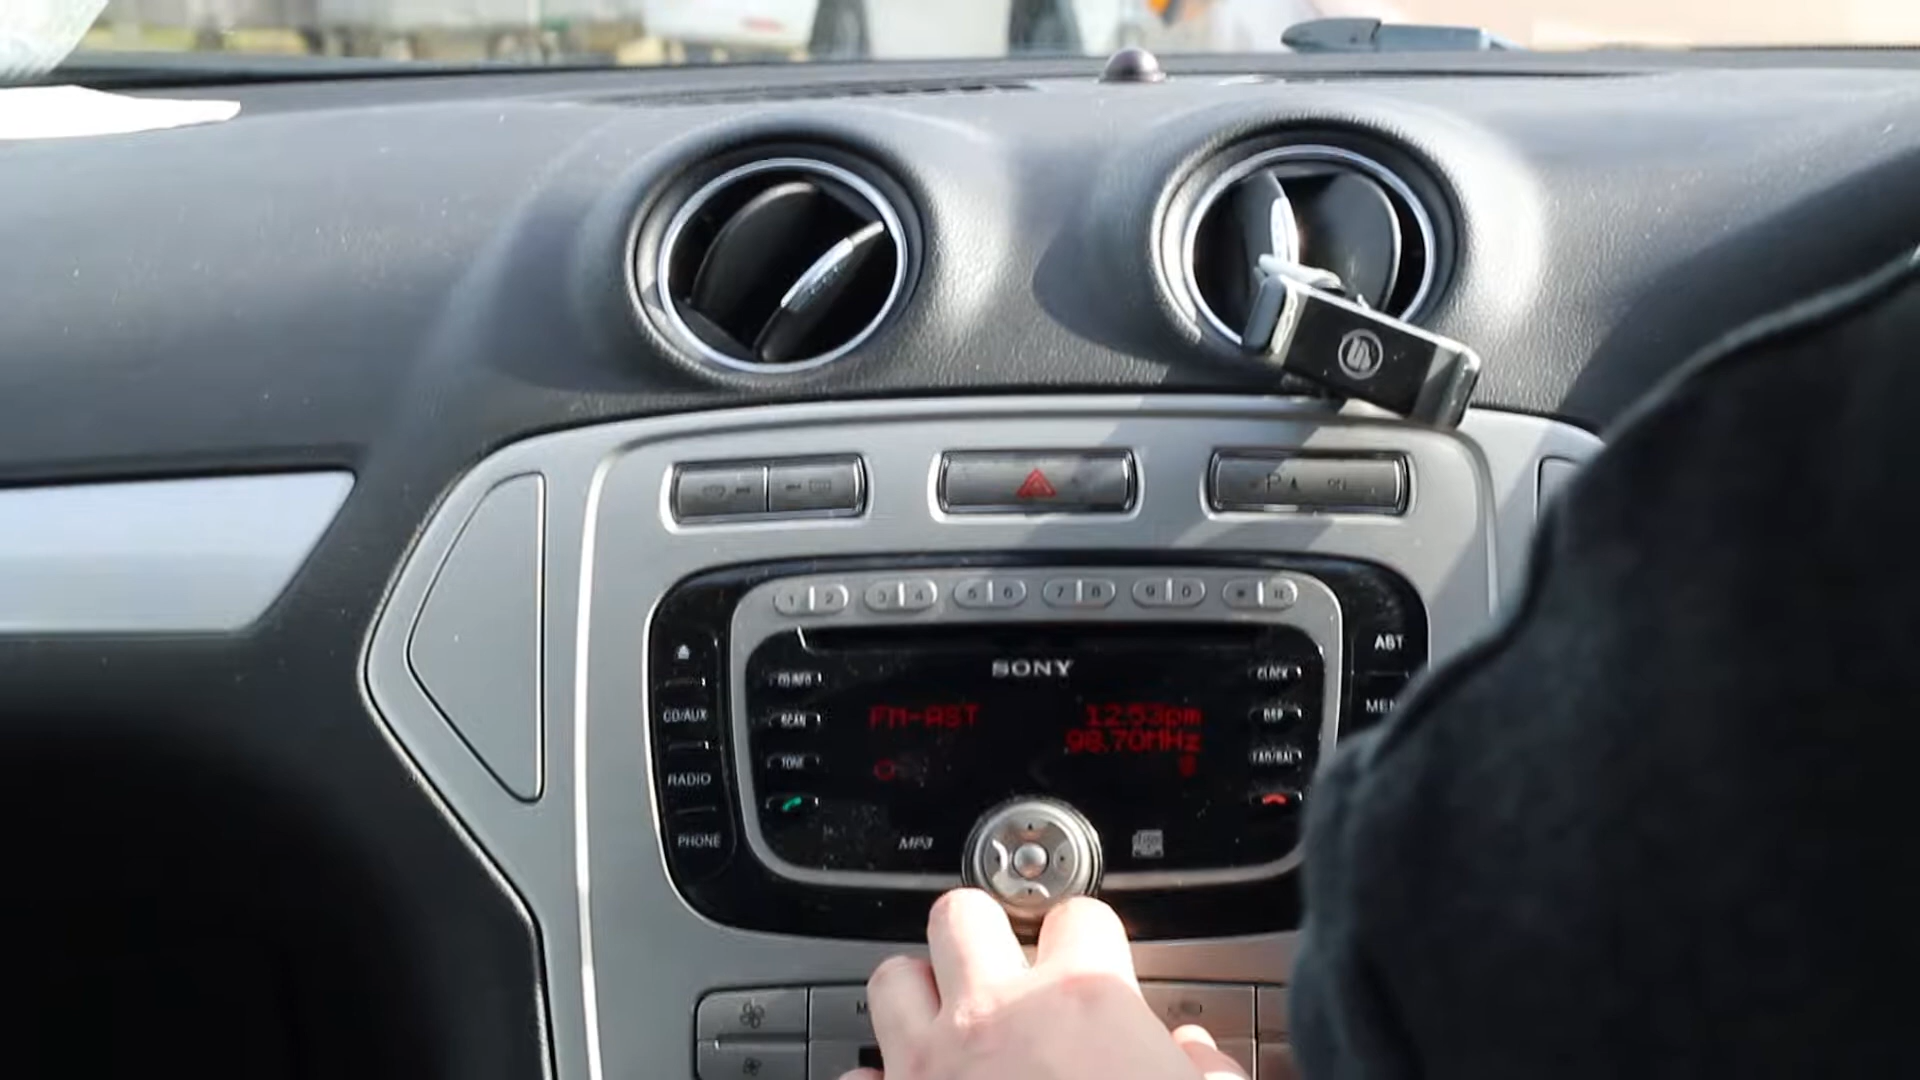 1 2 3 4 5 6 7 8 9 0 *
ABT
SONY
CD/AUX
SCAN
FM-AST
12:53pm
CLOCK
DSP
98.70MHz
TONE
FAD/BAL
RADIO
PHONE
MP3